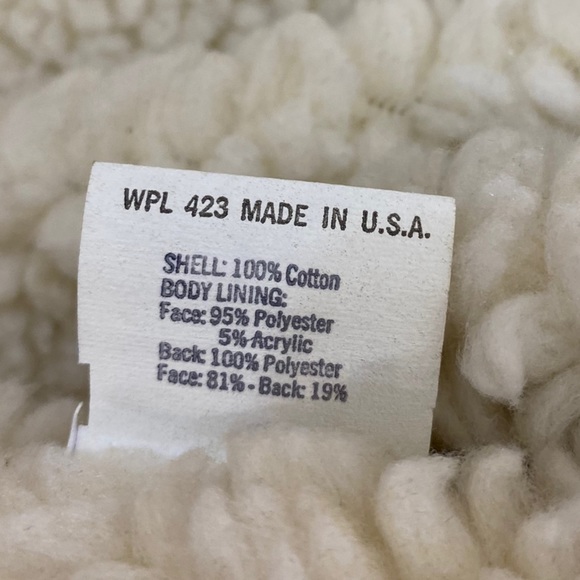 WPL 423 MADE IN U.S.A.
SHELL: 100% Cotton
BODY LINING:
Face: 95% Polyester
5% Acrylic
Back: 100% Polyester
Face: 81% - Back: 19%